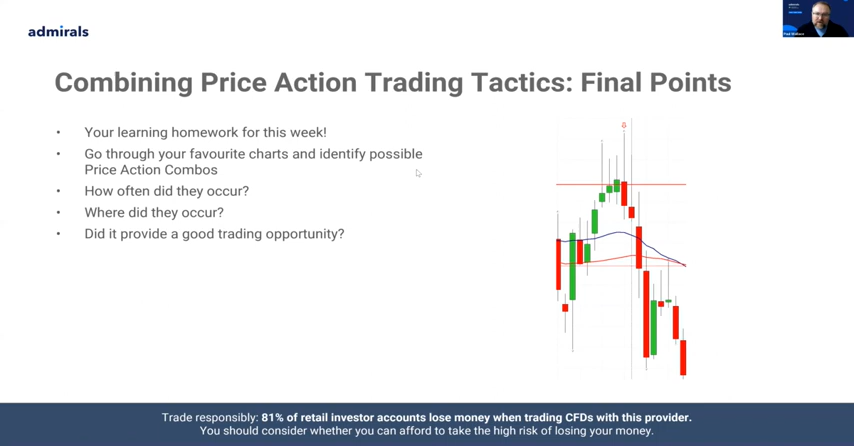 admirals
Combining Price Action Trading Tactics: Final Points
• Your learning homework for this week!
• Go through your favourite charts and identify possible
Price Action Combos
• How often did they occur?
• Where did they occur?
• Did it provide a good trading opportunity?
Trade responsibly: 81% of retail investor accounts lose money when trading CFDs with this provider.
You should consider whether you can afford to take the high risk of losing your money.